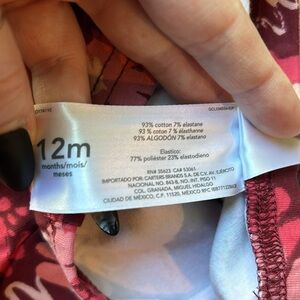 12m
months/mois/
meses
93% cotton 7% elastane
93 % coton 7 % élasthanne
93% ALGODÓN 7% elastano
Elastico:
77% poliéster 23% elastodieno
RN# 35623 CA# 53061
IMPORTADO POR: CARTERS BRANDS S.A. DE C.V. AV. EJÉRCITO
NACIONAL NO. 843-B, NO. INT. PISO 11
COL. GRANADA, MIGUEL HIDALGO
CIUDAD DE MÉXICO, C.P. 11520, MÉXICO RFC